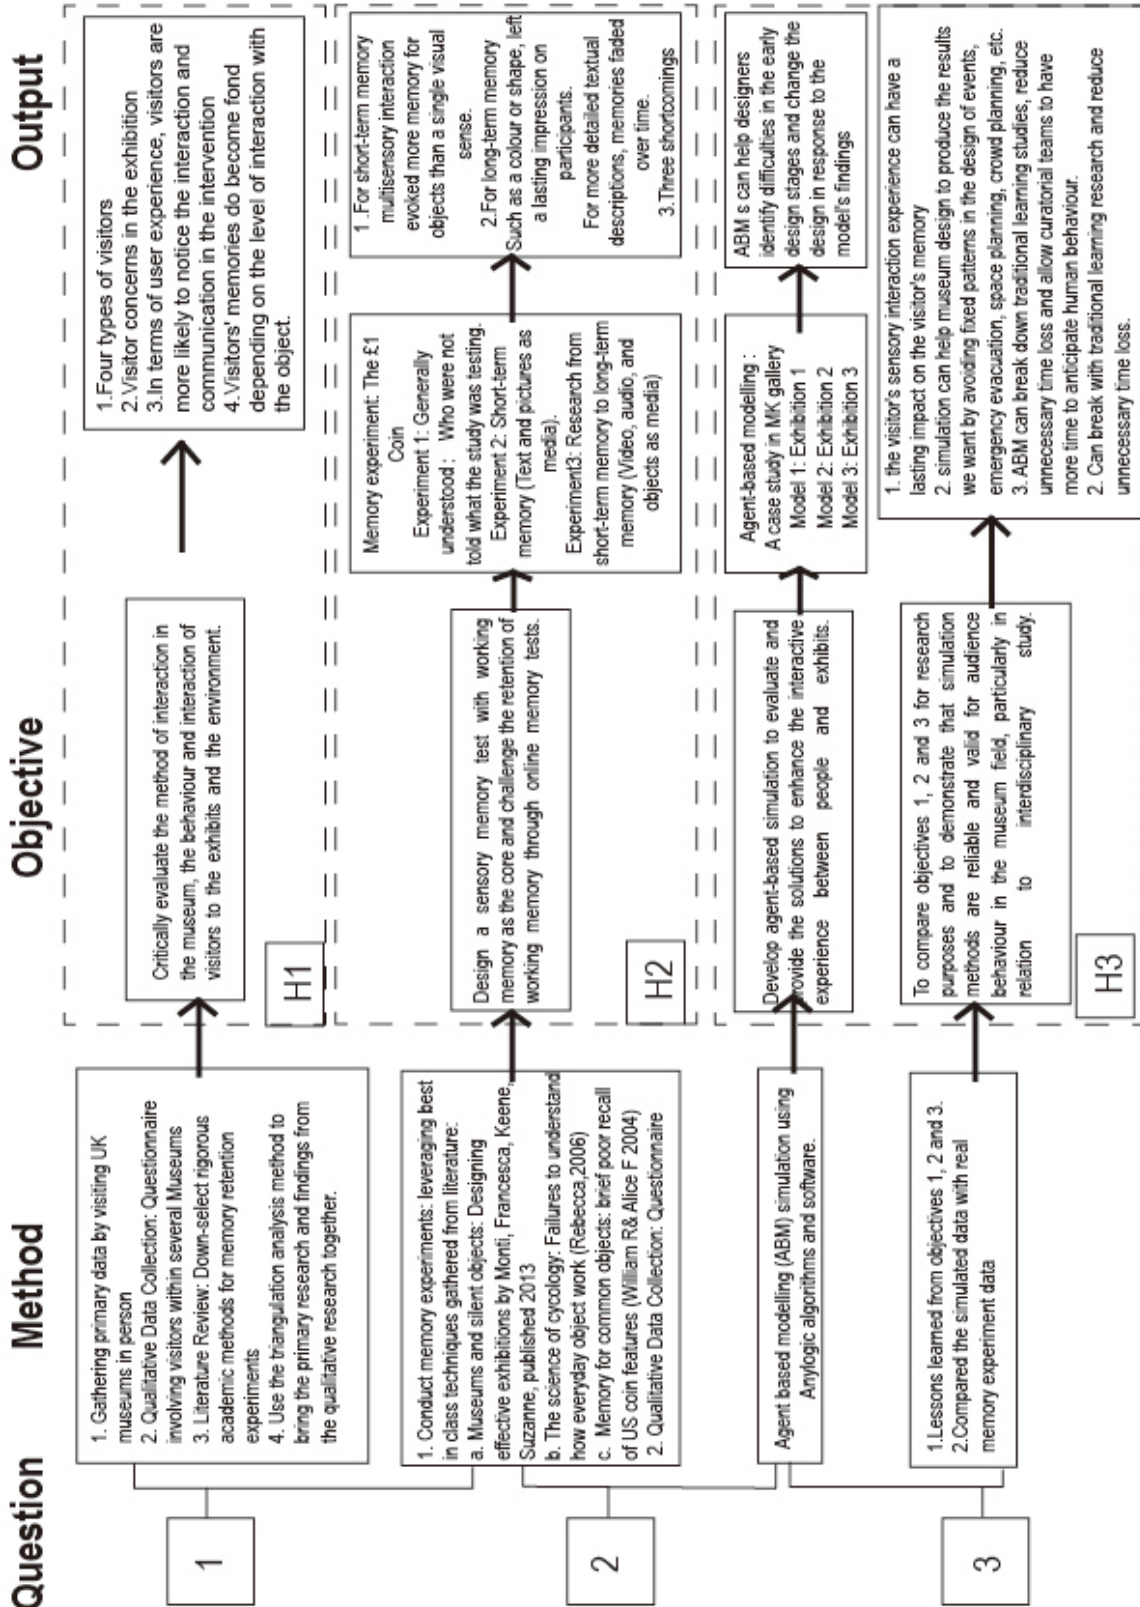 Question
Method
Objective
Output
1
1. Gathering primary data by visiting UK
museums in person
2. Qualitative Data Collection: Questionnaire
involving visitors within several Museums
3. Literature Review: Down-select rigorous
academic methods for memory retention
experiments
4. Use the triangulation analysis method to
bring the primary research and findings from
the qualitative research together.
Critically evaluate the method of interaction in
the museum, the behaviour and interaction of
visitors to the exhibits and the environment.
H1
1.Four types of visitors
2.Visitor concerns in the exhibition
3.In terms of user experience, visitors are
more likely to notice the interaction and
communication in the intervention
4.Visitors' memories do become fond
depending on the level of interaction with
the object.
2
1. Conduct memory experiments: leveraging best
in class techniques gathered from literature:
a. Museums and silent objects: Designing
effective exhibitions by Monti, Francesca, Keene,
Suzanne, published 2013
b. The science of cycology: Failures to understand
how everyday object work (Rebecca,2006)
c. Memory for common objects: brief poor recall
of US coin features (William R& Alice F 2004)
2. Qualitative Data Collection: Questionnaire
Design a sensory memory test with working
memory as the core and challenge the retention of
working memory through online memory tests.
H2
Memory experiment: The £1
Coin
Experiment 1: Generally
understood : Who were not
told what the study was testing.
Experiment 2: Short-term
memory (Text and pictures as
media).
Experiment3: Research from
short-term memory to long-term
memory (Video, audio, and
objects as media)
1 .For short-term memory
multisensory interaction
evoked more memory for
objects than a single visual
sense.
2.For long-term memory
Such as a colour or shape, left
a lasting impression on
participants.
For more detailed textual
descriptions, memories faded
over time.
3.Three shortcomings
Agent based modelling (ABM) simulation using
Anylogic algorithms and software.
Develop agent-based simulation to evaluate and
provide the solutions to enhance the interactive
experience between people and exhibits.
Agent-based modelling :
A case study in MK gallery
Model 1: Exhibition 1
Model 2: Exhibition 2
Model 3: Exhibition 3
ABM s can help designers
identify difficulties in the early
design stages and change the
design in response to the
model's findings
3
1.Lessons learned from objectives 1, 2 and 3.
2.Compared the simulated data with real
memory experiment data
To compare objectives 1, 2 and 3 for research
purposes and to demonstrate that simulation
methods are reliable and valid for audience
behaviour in the museum field, particularly in
relation to interdisciplinary study.
H3
1. the visitor's sensory interaction experience can have a
lasting impact on the visitor's memory
2. simulation can help museum design to produce the results
we want by avoiding fixed patterns in the design of events,
emergency evacuation, space planning, crowd planning, etc.
3. ABM can break down traditional learning studies, reduce
unnecessary time loss and allow curatorial teams to have
more time to anticipate human behaviour.
2. Can break with traditional learning research and reduce
unnecessary time loss.